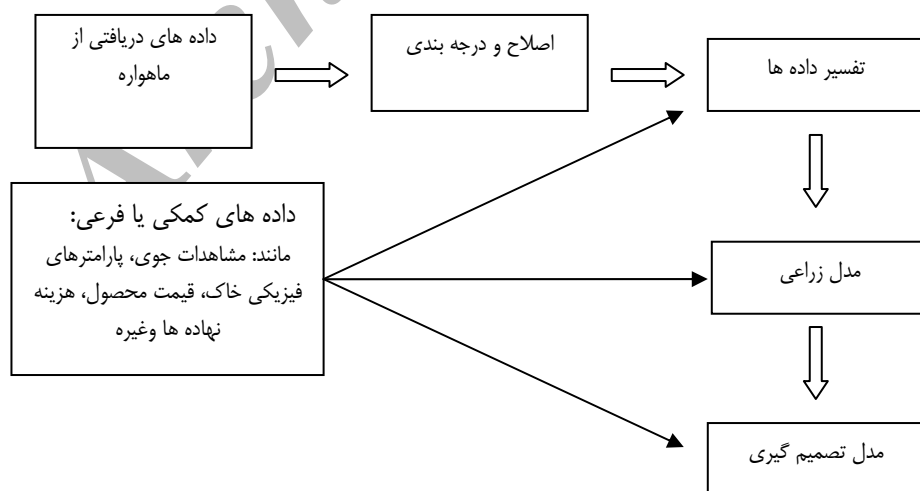 داده های دریافتی از
ماهواره
اصلاح و درجه بندی
تفسیر داده ها
داده های کمکی یا فرعی:
مانند: مشاهدات جوی، پارامترهای
فیزیکی خاک، قیمت محصول، هزینه
نهاده ها وغیره
مدل زراعی
مدل تصمیم گیری